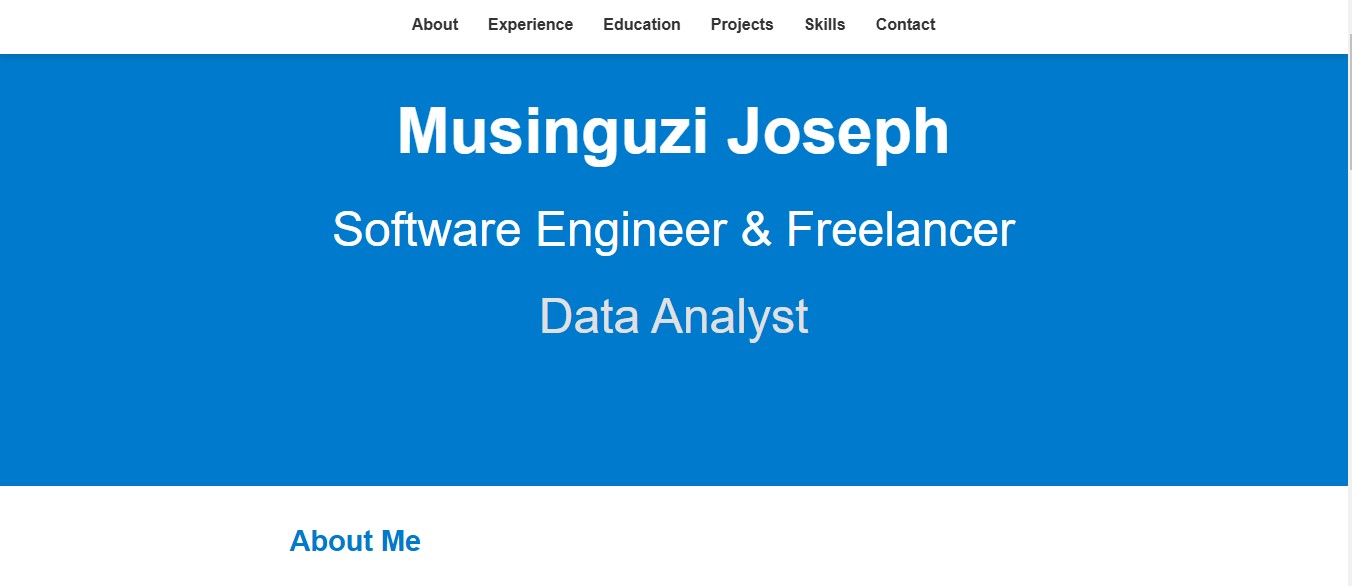 About Experience Education Projects Skills Contact
Musinguzi Joseph
Software Engineer & Freelancer
Data Analyst
About Me